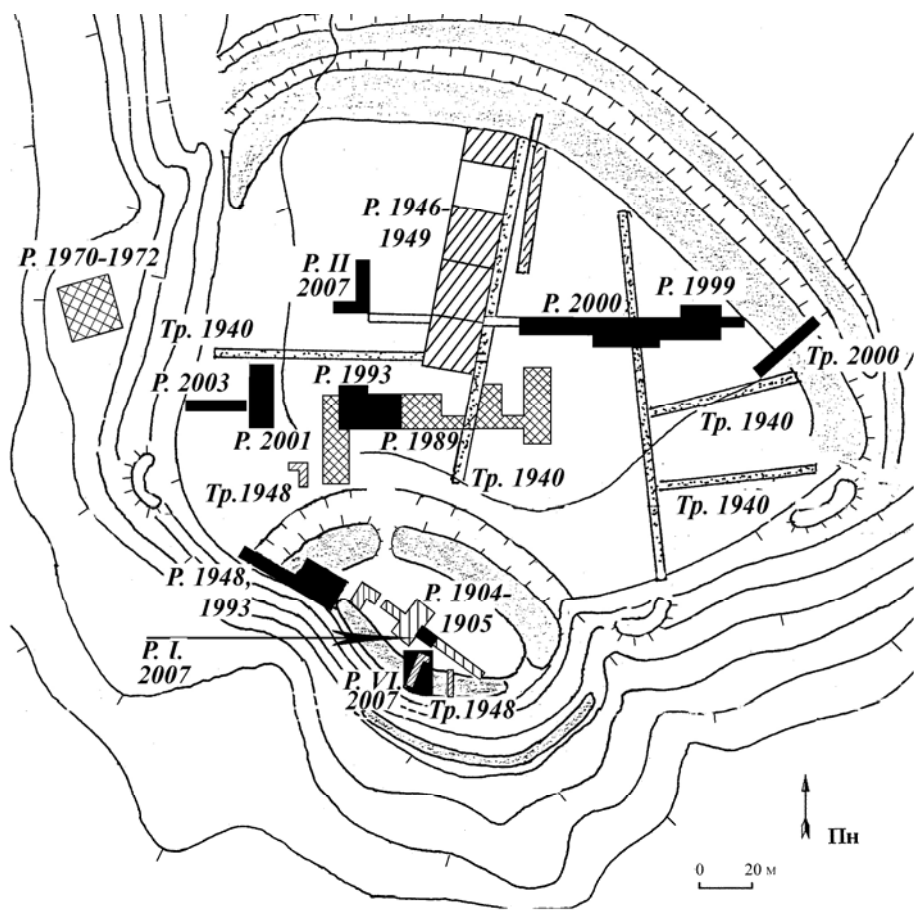 Р. 1946-
1949
Р. 1970-1972
Р. II
2007
Р. 1999
Р. 2000
Тр. 1940
Тр. 2000
Р. 2003
Р. 1993
Р. 2001
Р. 1989
Тр. 1940
Тр.1948
Тр. 1940
Тр. 1940
Р. 1948,
1993
Р. 1904-
1905
Р. I.
2007
Р. VI.
2007
Тр.1948
Пн
0 20 м